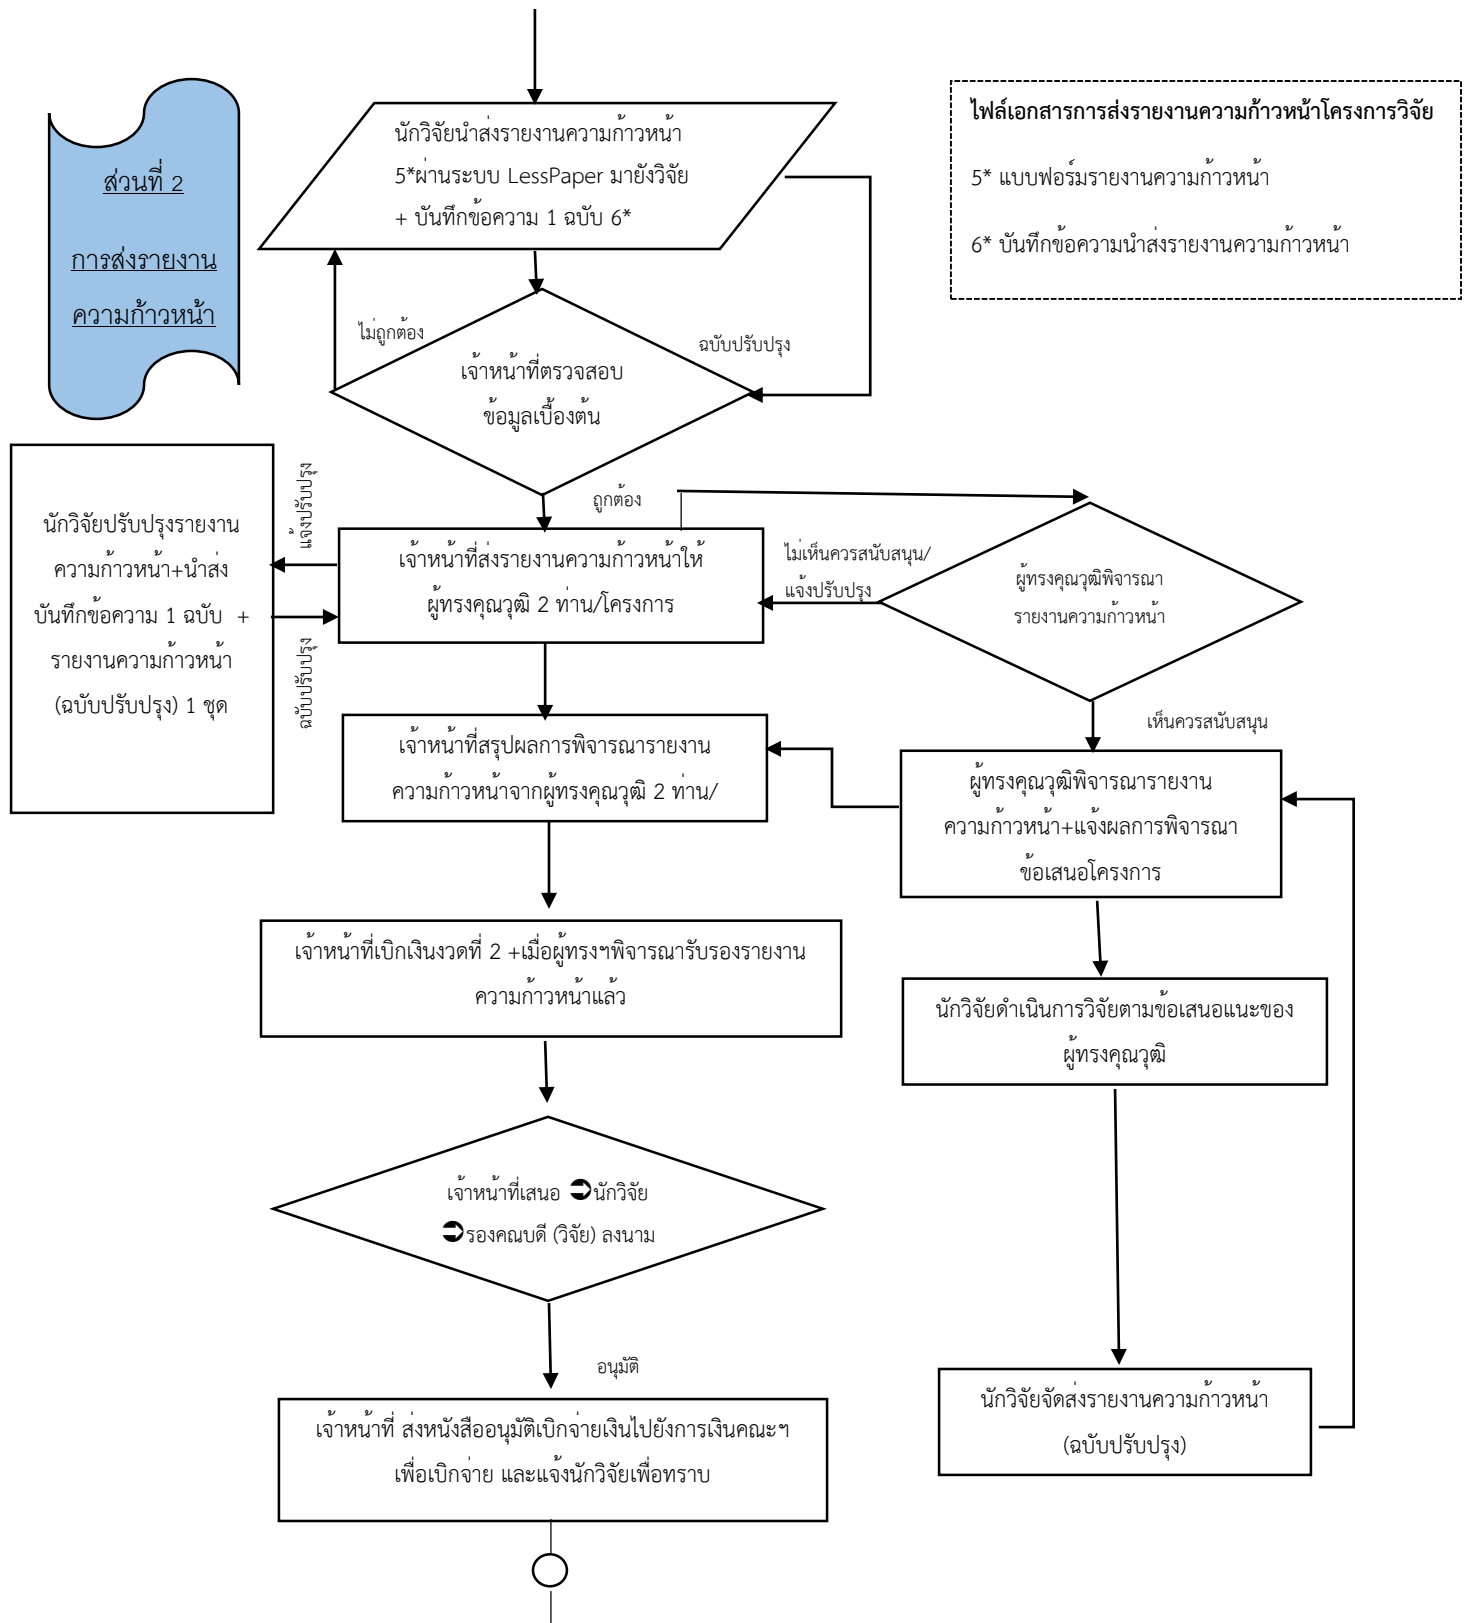 ส่วนที่ 2
การส่งรายงาน
ความก้าวหน้า
นักวิจัยนำส่งรายงานความก้าวหน้า
5*ผ่านระบบ LessPaper มายังวิจัย
+ บันทึกข้อความ 1 ฉบับ 6*
ไฟล์เอกสารการส่งรายงานความก้าวหน้าโครงการวิจัย
5* แบบฟอร์มรายงานความก้าวหน้า
6* บันทึกข้อความนำส่งรายงานความก้าวหน้า
ไม่ถูกต้อง
ฉบับปรับปรุง
เจ้าหน้าที่ตรวจสอบ
ข้อมูลเบื้องต้น
ถูกต้อง
แจ้งปรับปรุง
ฉบับปรับปรุง
นักวิจัยปรับปรุงรายงาน
ความก้าวหน้า+นำส่ง
บันทึกข้อความ 1 ฉบับ +
รายงานความก้าวหน้า
(ฉบับปรับปรุง) 1 ชุด
เจ้าหน้าที่ส่งรายงานความก้าวหน้าให้
ผู้ทรงคุณวุฒิ 2 ท่าน/โครงการ
ไม่เห็นควรสนับสนุน/
แจ้งปรับปรุง
ผู้ทรงคุณวุฒิพิจารณา
รายงานความก้าวหน้า
เห็นควรสนับสนุน
เจ้าหน้าที่สรุปผลการพิจารณารายงาน
ความก้าวหน้าจากผู้ทรงคุณวุฒิ 2 ท่าน/
ผู้ทรงคุณวุฒิพิจารณารายงาน
ความก้าวหน้า+แจ้งผลการพิจารณา
ข้อเสนอโครงการ
เจ้าหน้าที่เบิกเงินงวดที่ 2 +เมื่อผู้ทรงฯพิจารณารับรองรายงาน
ความก้าวหน้าแล้ว
นักวิจัยดำเนินการวิจัยตามข้อเสนอแนะของ
ผู้ทรงคุณวุฒิ
เจ้าหน้าที่เสนอ ➲นักวิจัย
➲รองคณบดี (วิจัย) ลงนาม
อนุมัติ
นักวิจัยจัดส่งรายงานความก้าวหน้า
(ฉบับปรับปรุง)
เจ้าหน้าที่ ส่งหนังสืออนุมัติเบิกจ่ายเงินไปยังการเงินคณะฯ
เพื่อเบิกจ่าย และแจ้งนักวิจัยเพื่อทราบ